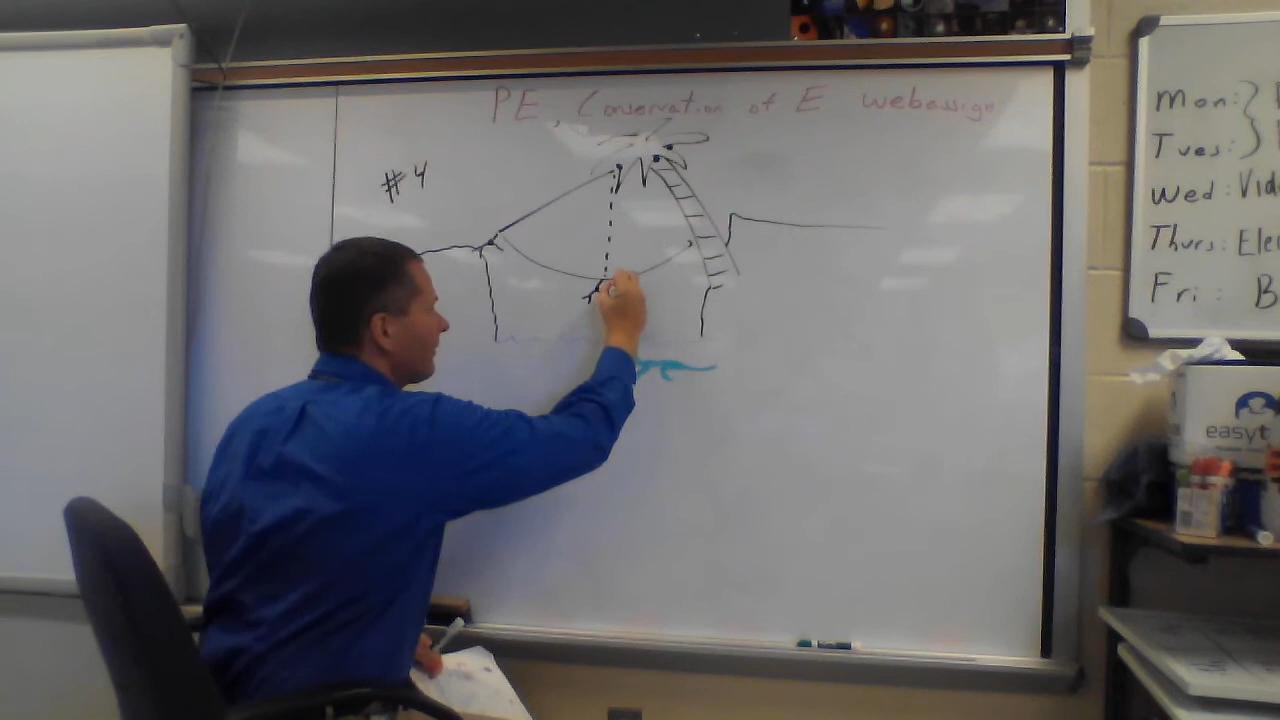 PE, Conservation of E webassign
#4
Mon:
Tues:
Wed: Vid
Thurs: Ele
Fri: B
easyt